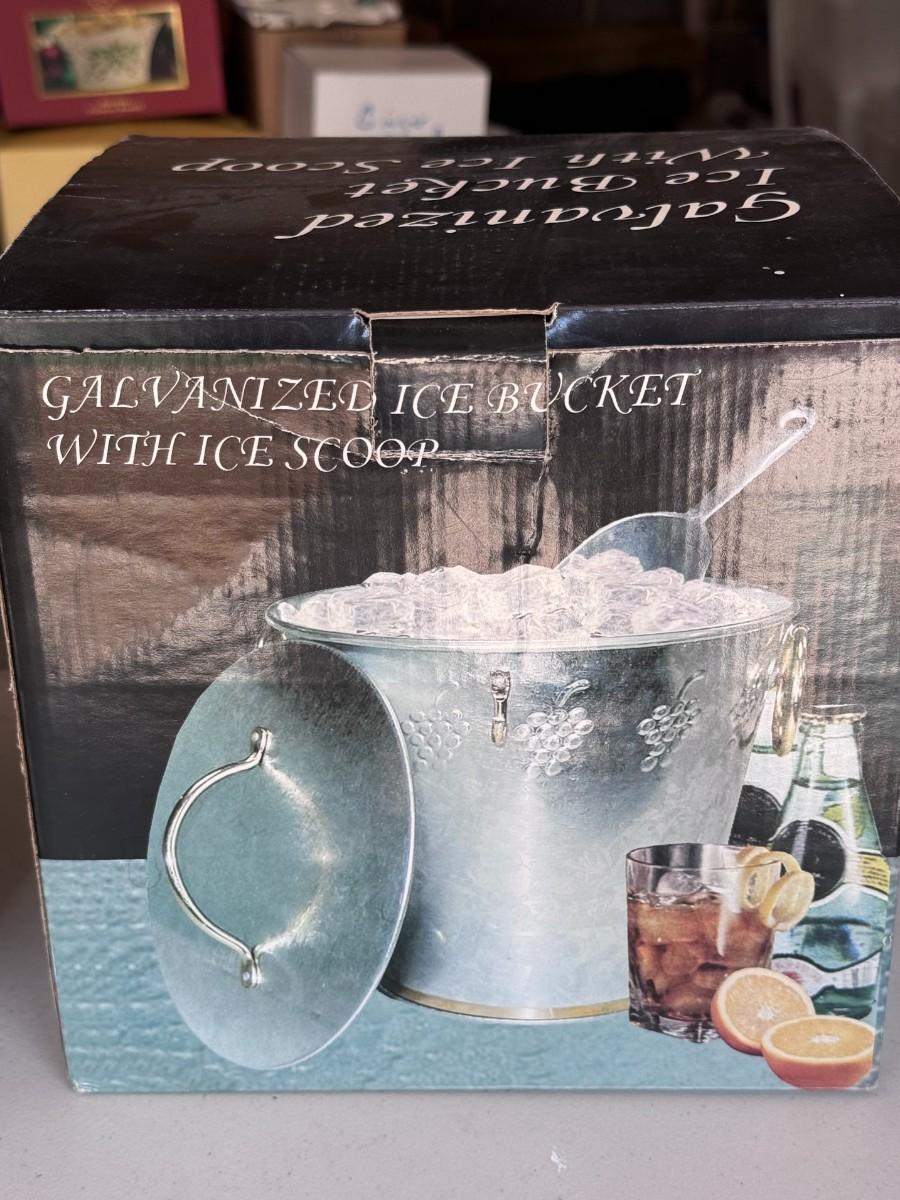 Galvanized
Ice Bucket
With Ice Scoop
GALVANIZED ICE BUCKET
WITH ICE SCOOP